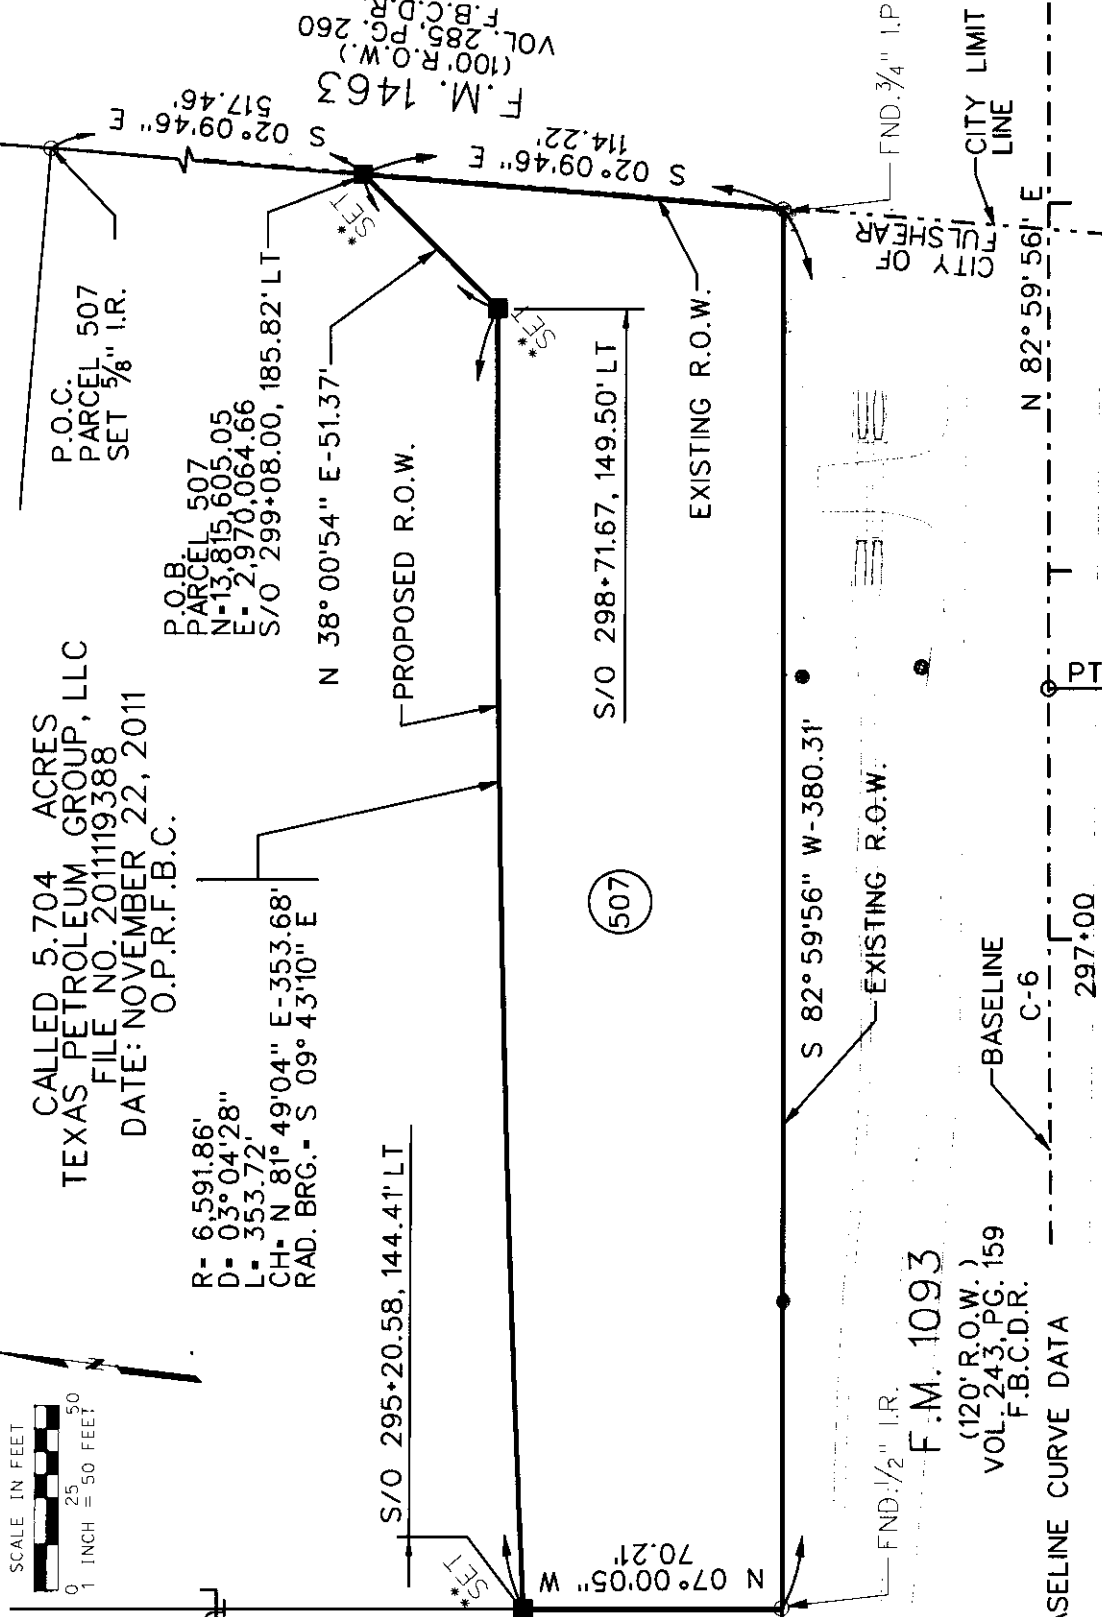 SCALE IN FEET
0 25 50
1 INCH = 50 FEET
CALLED 5.704 ACRES
TEXAS PETROLEUM GROUP, LLC
FILE NO. 2011119388
DATE: NOVEMBER 22, 2011
O.P.R.F.B.C.
P.O.C.
PARCEL 507
SET 5/8" I.R.
P.O.B.
PARCEL 507
N=13,815,605.05
E= 2,970,064.66
S/O 299+08.00, 185.82' LT
F.M. 1463
(100' R.O.W.)
VOL. 285, PG. 260
F.B.C.D.R.
S 02°09'46" E
517.46'
S 02°09'46" E
114.22'
R= 6,591.86'
D= 03°04'28"
L= 353.72'
CH= N 81°49'04" E-353.68'
RAD. BRG.= S 09°43'10" E
N 38°00'54" E-51.37'
PROPOSED R.O.W.
**SET
**SET
**SET
S/O 295+20.58, 144.41' LT
S/O 298+71.67, 149.50' LT
EXISTING R.O.W.
507
N 07°00'05" W
70.21'
S 82°59'56" W-380.31'
EXISTING R.O.W.
FND.1/2" I.R.
FND.3/4" I.P
CITY OF
FULSHEAR
CITY LIMIT
LINE
F.M. 1093
(120' R.O.W.)
VOL. 243, PG. 159
F.B.C.D.R.
BASELINE
C-6
N 82°59'56" E
PT
297+00
ASELINE CURVE DATA